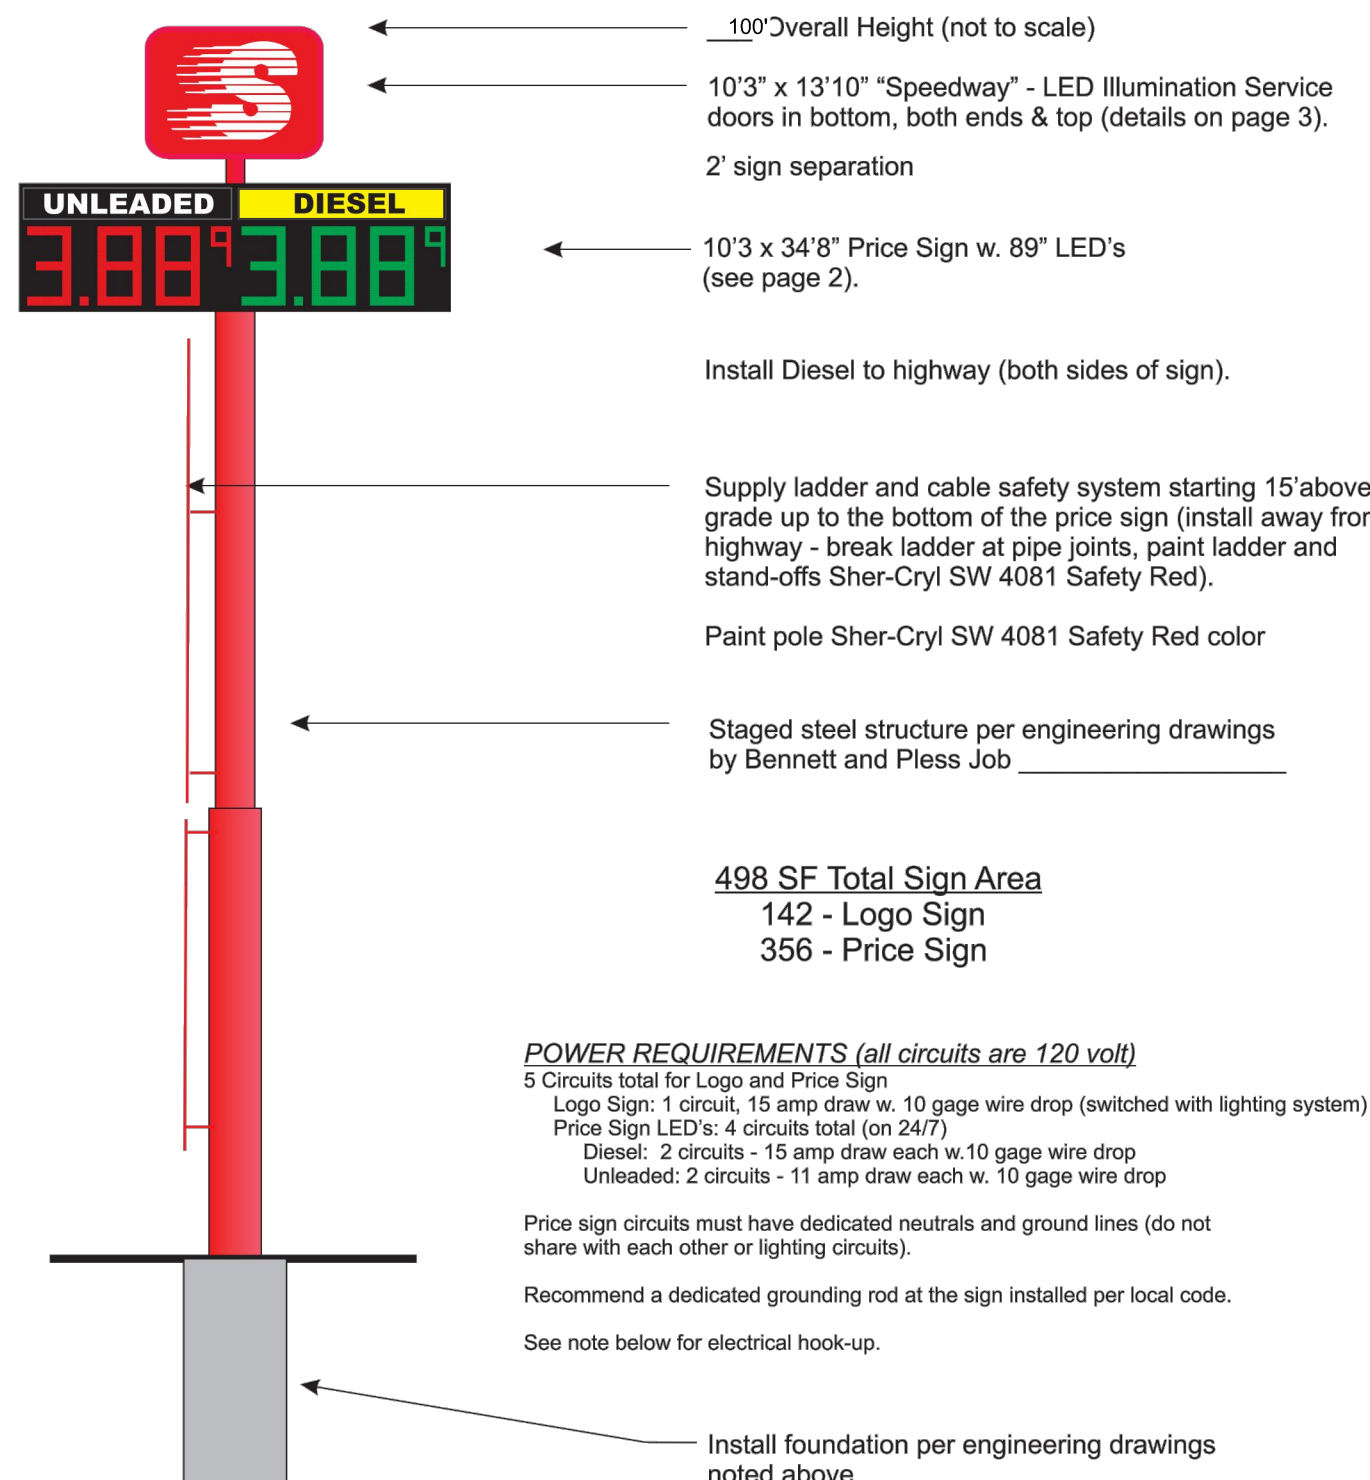 100' Overall Height (not to scale)
10'3” x 13'10” “Speedway” - LED Illumination Service
doors in bottom, both ends & top (details on page 3).
2’ sign separation
S
UNLEADED DIESEL
3.889 3.889
10’3 x 34’8” Price Sign w. 89” LED’s
(see page 2).
Install Diesel to highway (both sides of sign).
Supply ladder and cable safety system starting 15’above
grade up to the bottom of the price sign (install away from
highway - break ladder at pipe joints, paint ladder and
stand-offs Sher-Cryl SW 4081 Safety Red).
Paint pole Sher-Cryl SW 4081 Safety Red color
Staged steel structure per engineering drawings
by Bennett and Pless Job
498 SF Total Sign Area
142 - Logo Sign
356 - Price Sign
POWER REQUIREMENTS (all circuits are 120 volt)
5 Circuits total for Logo and Price Sign
Logo Sign: 1 circuit, 15 amp draw w. 10 gage wire drop (switched with lighting system)
Price Sign LED’s: 4 circuits total (on 24/7)
Diesel: 2 circuits - 15 amp draw each w.10 gage wire drop
Unleaded: 2 circuits - 11 amp draw each w. 10 gage wire drop
Price sign circuits must have dedicated neutrals and ground lines (do not
share with each other or lighting circuits).
Recommend a dedicated grounding rod at the sign installed per local code.
See note below for electrical hook-up.
Install foundation per engineering drawings
noted above